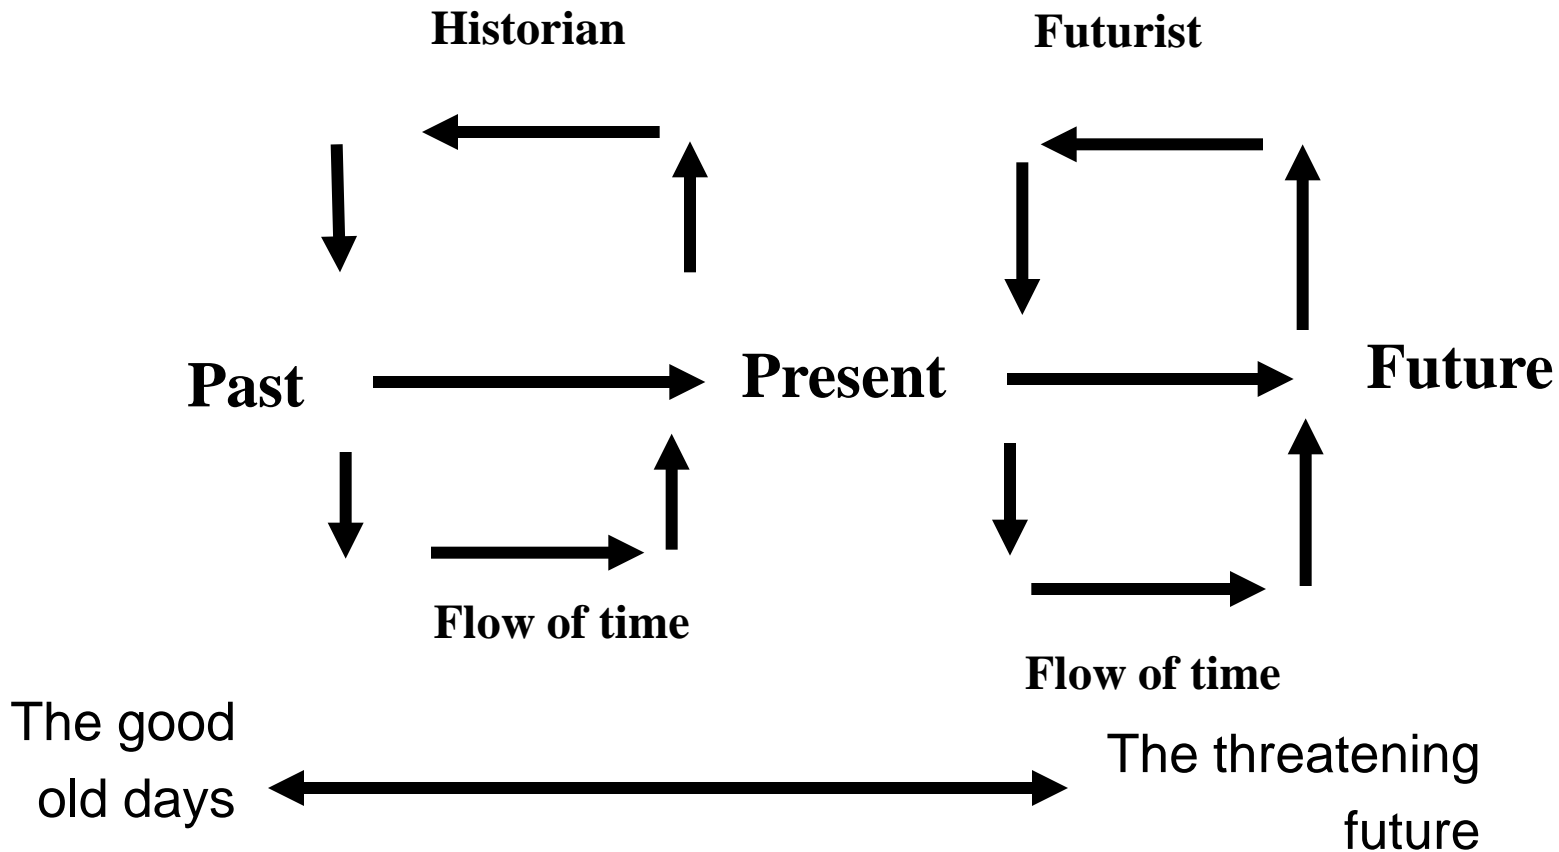 Historian
Futurist
Past
Present
Future
Flow of time
Flow of time
The good
old days
The threatening
future